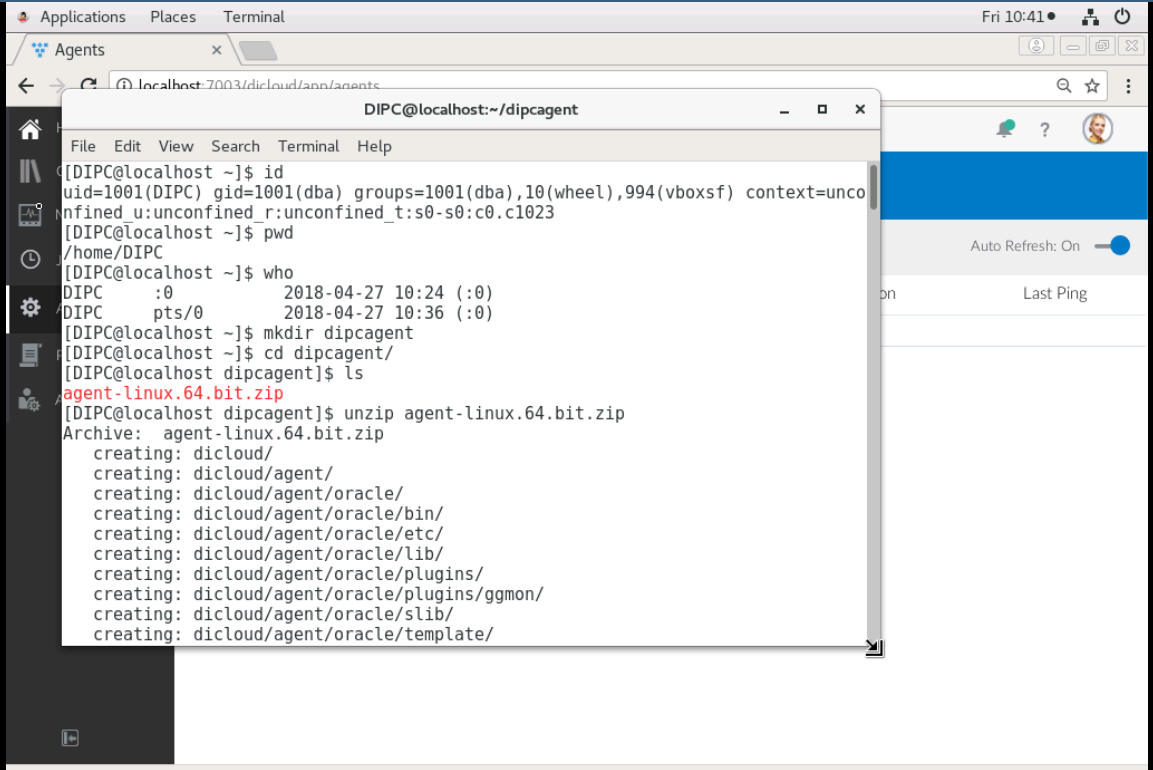 Applications Places Terminal Fri 10:41
Agents
localhost:7003/dicloud/app/agents
DIPC@localhost:~/dipcagent
File Edit View Search Terminal Help
[DIPC@localhost ~]$ id
uid=1001(DIPC) gid=1001(dba) groups=1001(dba),10(wheel),994(vboxsf) context=unco
nfined_u:unconfined_r:unconfined_t:s0-s0:c0.c1023
[DIPC@localhost ~]$ pwd
/home/DIPC
[DIPC@localhost ~]$ who
DIPC     :0           2018-04-27 10:24 (:0)
DIPC     pts/0        2018-04-27 10:36 (:0)
[DIPC@localhost ~]$ mkdir dipcagent
[DIPC@localhost ~]$ cd dipcagent/
[DIPC@localhost dipcagent]$ ls
agent-linux.64.bit.zip
[DIPC@localhost dipcagent]$ unzip agent-linux.64.bit.zip
Archive:  agent-linux.64.bit.zip
   creating: dicloud/
   creating: dicloud/agent/
   creating: dicloud/agent/oracle/
   creating: dicloud/agent/oracle/bin/
   creating: dicloud/agent/oracle/etc/
   creating: dicloud/agent/oracle/lib/
   creating: dicloud/agent/oracle/plugins/
   creating: dicloud/agent/oracle/plugins/ggmon/
   creating: dicloud/agent/oracle/slib/
   creating: dicloud/agent/oracle/template/
?
Auto Refresh: On
on Last Ping